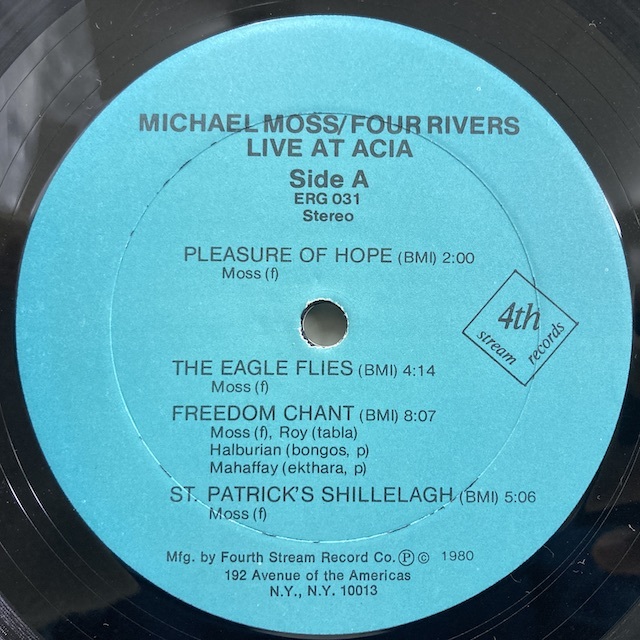 MICHAEL MOSS/FOUR RIVERS
LIVE AT ACIA
Side A
ERG 031
Stereo
PLEASURE OF HOPE (BMI) 2:00
Moss (f)
4th
stream records
THE EAGLE FLIES (BMI) 4:14
Moss (f)
FREEDOM CHANT (BMI) 8:07
Moss (f), Roy (tabla)
Halburian (bongos, p)
Mahaffay (ekthara, p)
ST. PATRICK'S SHILLELAGH (BMI) 5:06
Moss (f)
Mfg. by Fourth Stream Record Co. Ⓟ © 1980
192 Avenue of the Americas
N.Y., N.Y. 10013